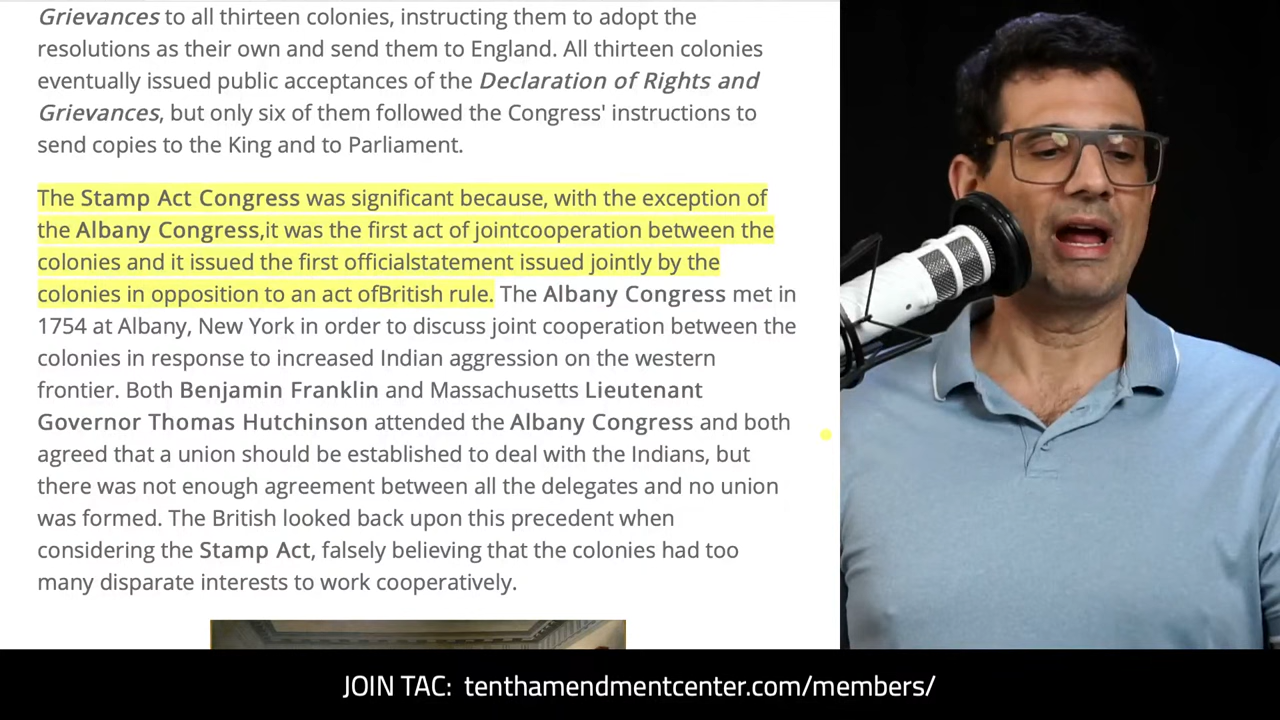 Grievances to all thirteen colonies, instructing them to adopt the
resolutions as their own and send them to England. All thirteen colonies
eventually issued public acceptances of the Declaration of Rights and
Grievances, but only six of them followed the Congress' instructions to
send copies to the King and to Parliament.
The Stamp Act Congress was significant because, with the exception of
the Albany Congress,it was the first act of jointcooperation between the
colonies and it issued the first officialstatement issued jointly by the
colonies in opposition to an act ofBritish rule. The Albany Congress met in
1754 at Albany, New York in order to discuss joint cooperation between the
colonies in response to increased Indian aggression on the western
frontier. Both Benjamin Franklin and Massachusetts Lieutenant
Governor Thomas Hutchinson attended the Albany Congress and both
agreed that a union should be established to deal with the Indians, but
there was not enough agreement between all the delegates and no union
was formed. The British looked back upon this precedent when
considering the Stamp Act, falsely believing that the colonies had too
many disparate interests to work cooperatively.
JOIN TAC: tenthamendmentcenter.com/members/